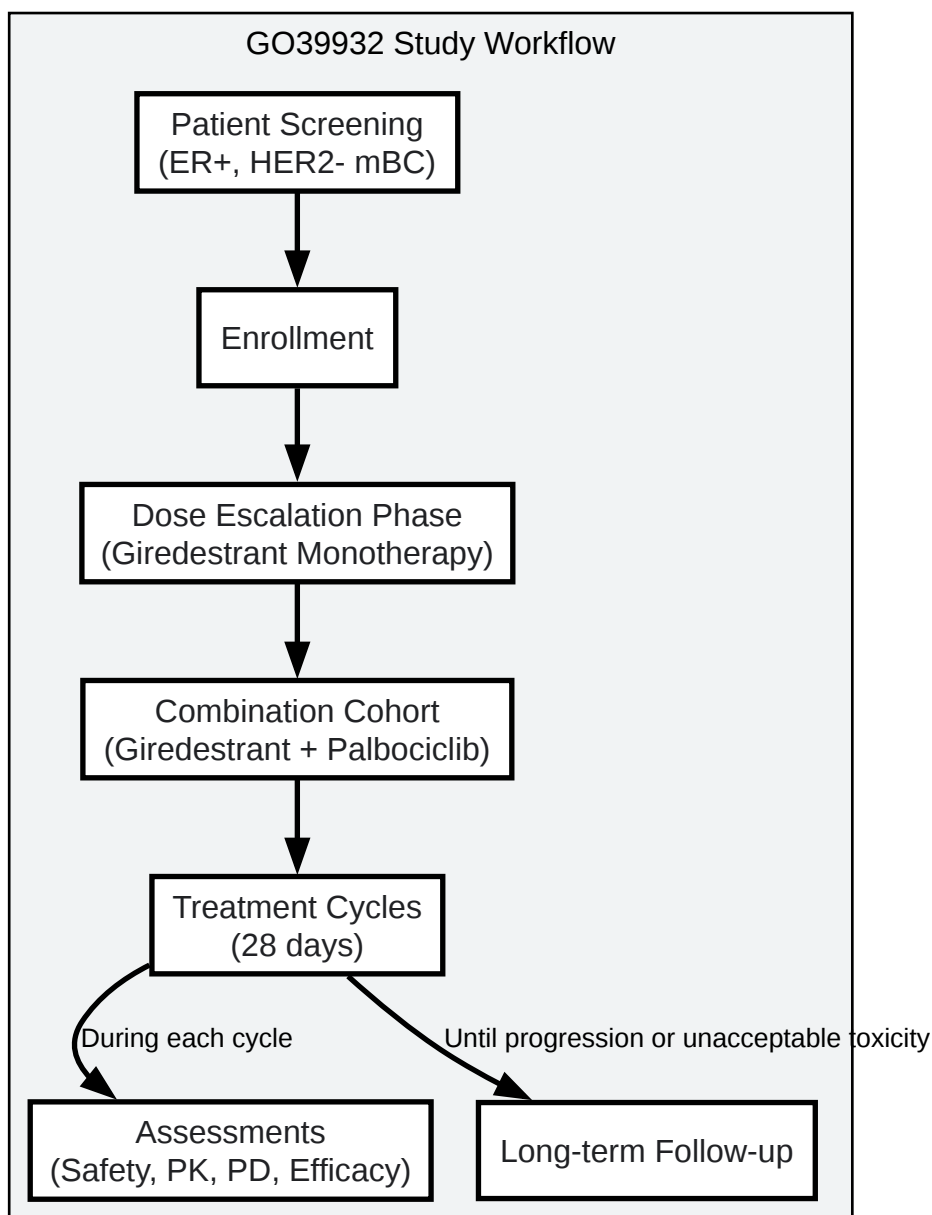 GO39932 Study Workflow
Patient Screening
(ER+, HER2- mBC)
Enrollment
Dose Escalation Phase
(Giredestrant Monotherapy)
Combination Cohort
(Giredestrant + Palbociclib)
Treatment Cycles
(28 days)
During each cycle
Until progression or unacceptable toxicity
Assessments
(Safety, PK, PD, Efficacy)
Long-term Follow-up